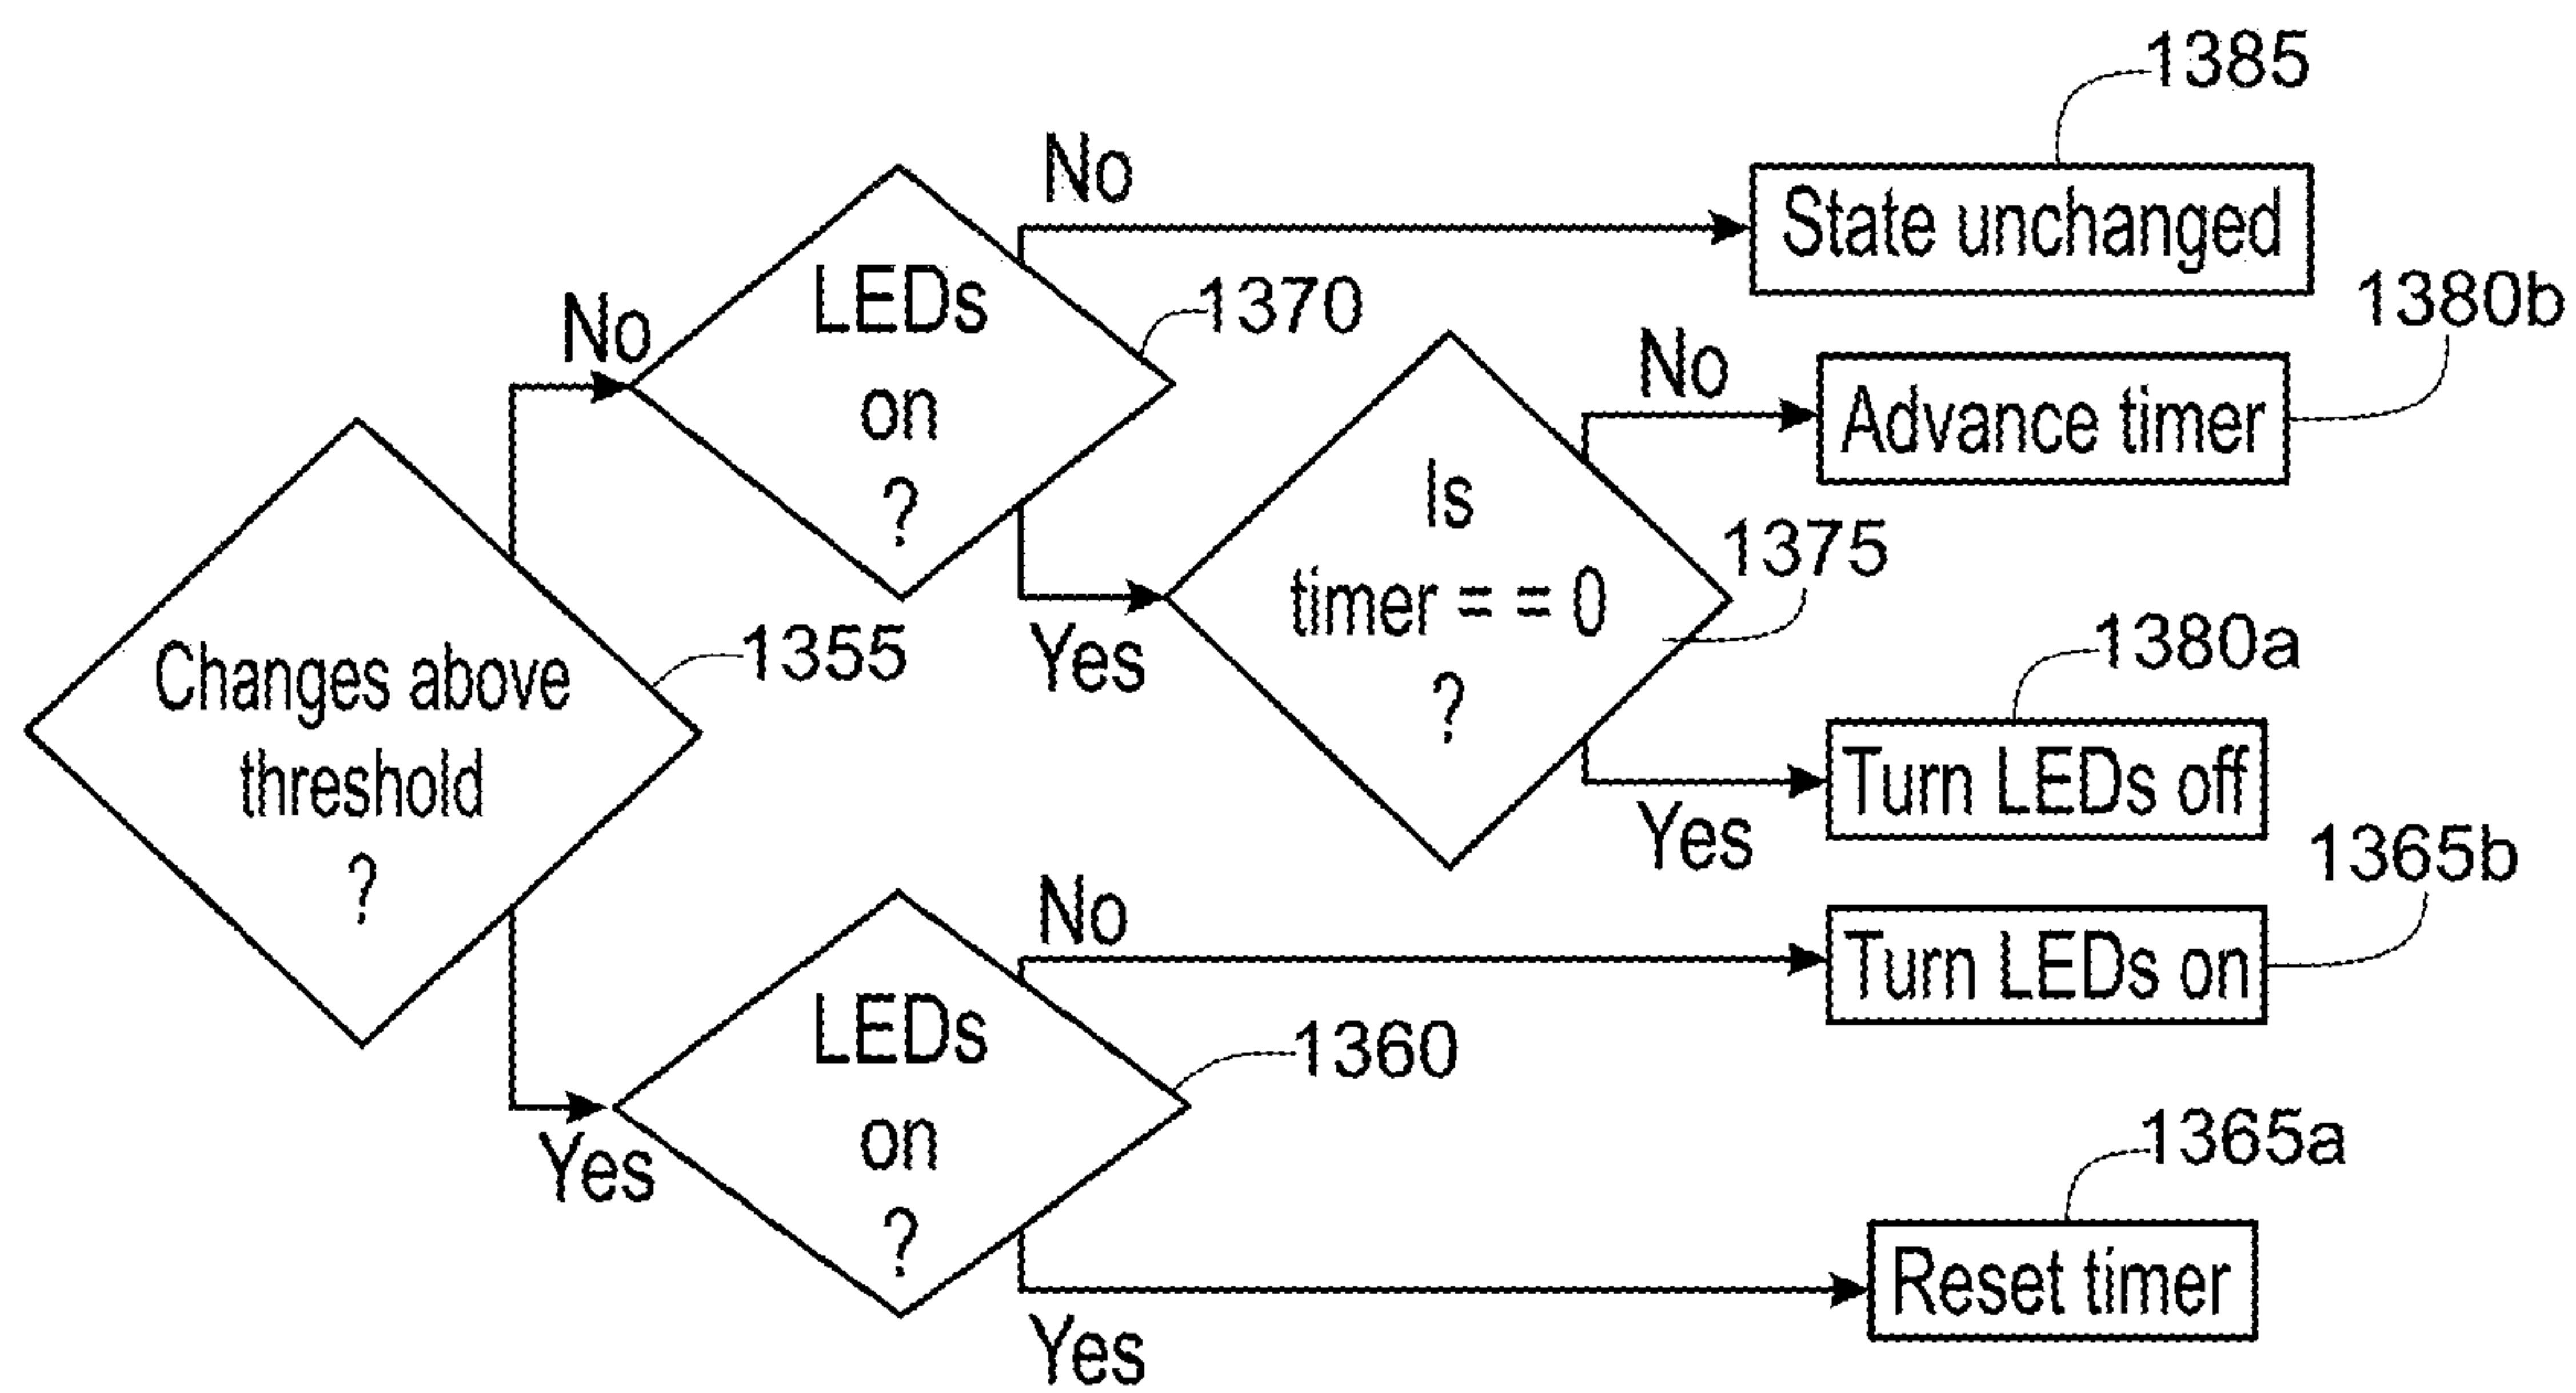 1385
No
State unchanged
LEDs
on
?
1370
1380b
No
No
Advance timer
Is
timer = = 0
?
1375
Yes
1380a
Changes above
threshold
?
1355
Turn LEDs off
Yes
1365b
No
Turn LEDs on
LEDs
on
?
1360
Yes
1365a
Reset timer
Yes